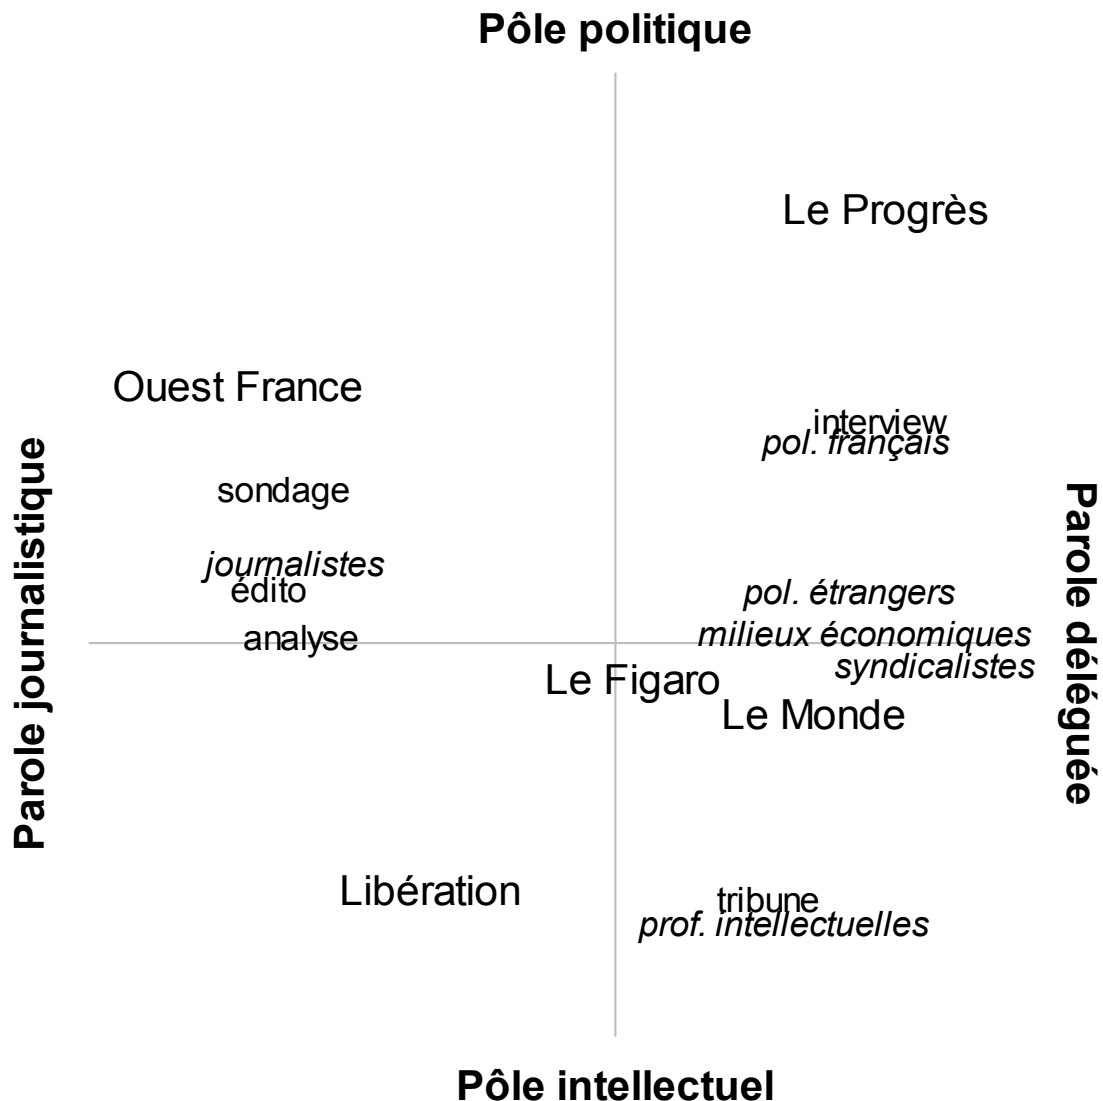 Pôle politique
Le Progrès
Ouest France
interview
pol. français
sondage
journalistes
édito
pol. étrangers
analyse
milieux économiques
syndicalistes
Le Figaro
Le Monde
Libération
tribune
prof. intellectuelles
Parole journalistique
Parole déléguée
Pôle intellectuel